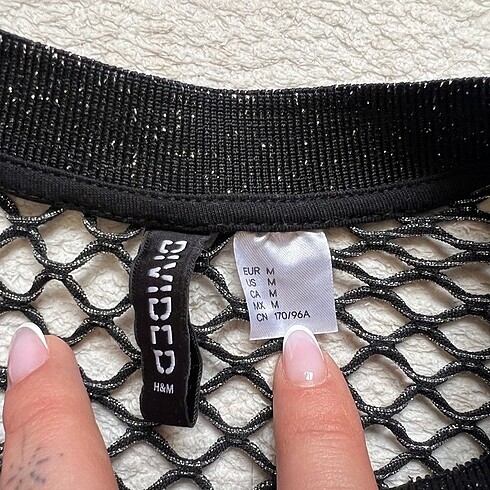 DIVIDED
H&M
EUR M
US M
CA M
MX M
CN 170/96A